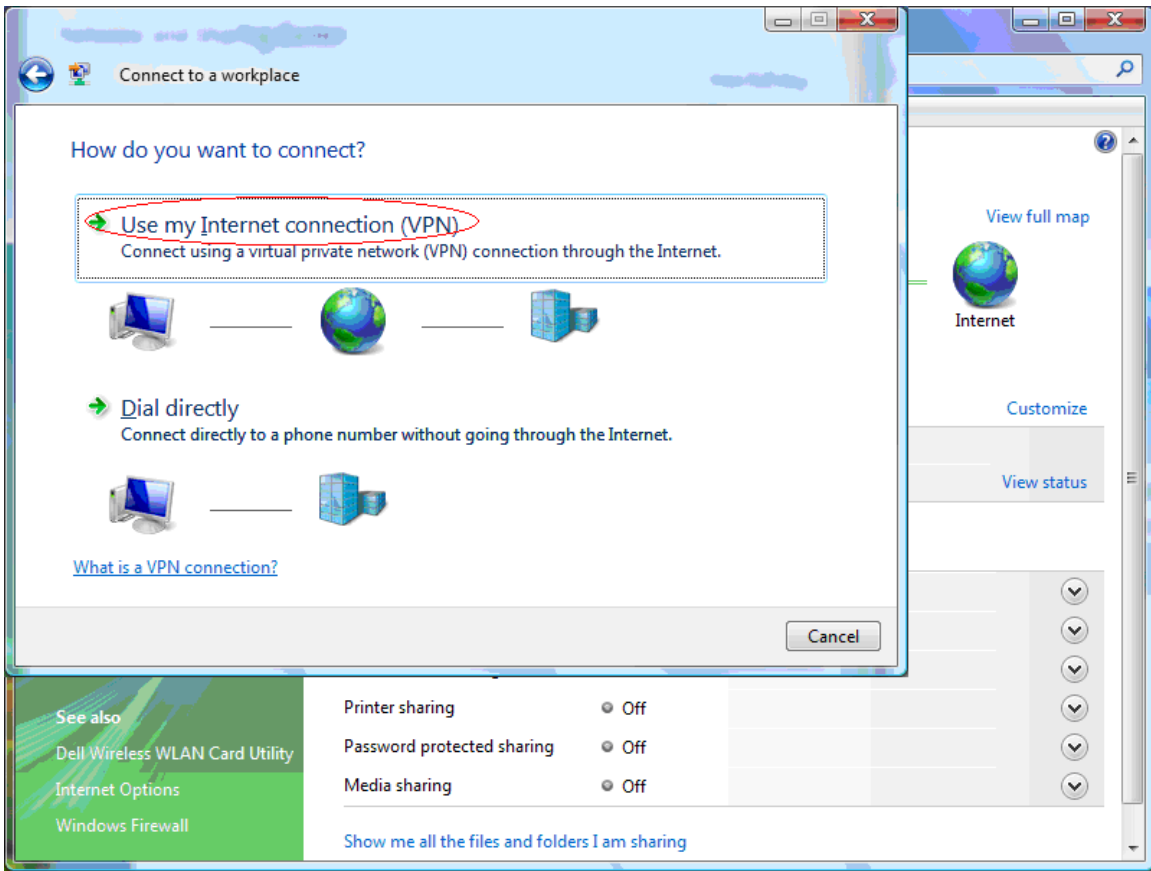 Connect to a workplace
How do you want to connect?
Use my Internet connection (VPN)
Connect using a virtual private network (VPN) connection through the Internet.
Dial directly
Connect directly to a phone number without going through the Internet.
What is a VPN connection?
Cancel
View full map
Internet
Customize
View status
Printer sharing Off
Password protected sharing Off
Media sharing Off
Show me all the files and folders I am sharing
See also
Dell Wireless WLAN Card Utility
Internet Options
Windows Firewall